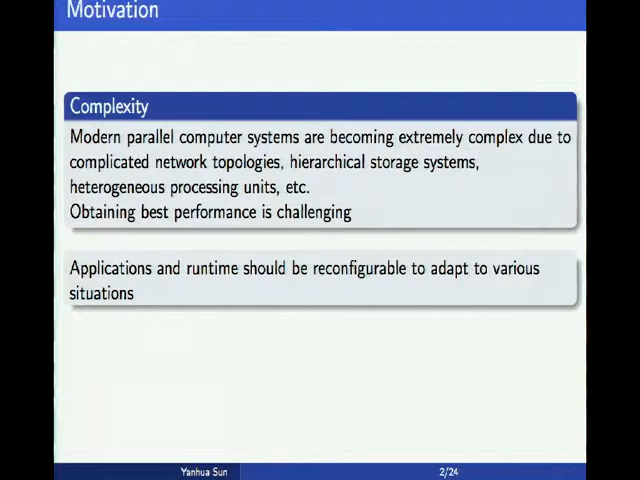 Motivation
Complexity
Modern parallel computer systems are becoming extremely complex due to
complicated network topologies, hierarchical storage systems,
heterogeneous processing units, etc.
Obtaining best performance is challenging
Applications and runtime should be reconfigurable to adapt to various
situations
Yanhua Sun
2/24